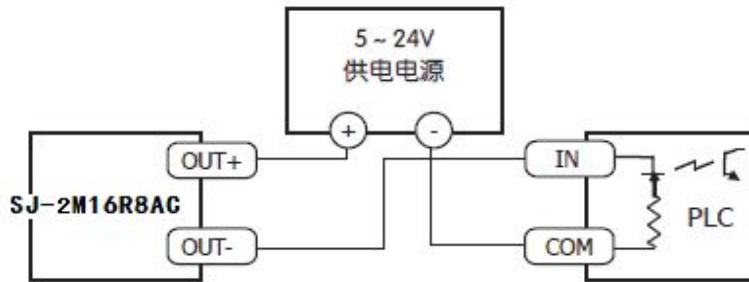 5~24V
供电电源
+ -
OUT+
IN
SJ-2M16R8AC
PLC
OUT-
COM